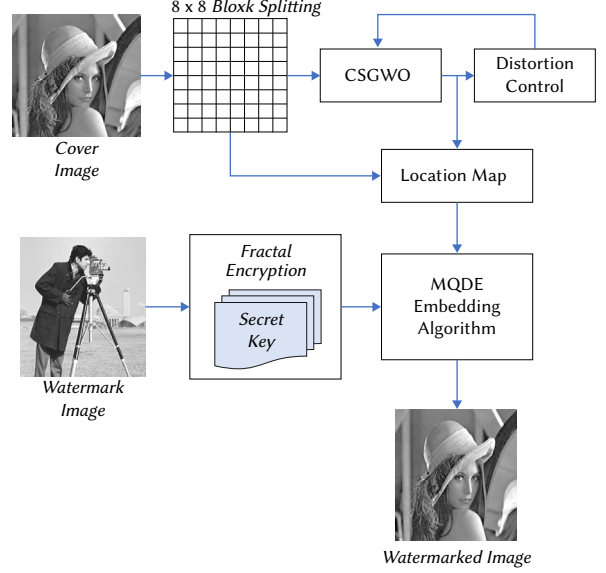 8 x 8 Bloxk Splitting
CSGWO
Distortion
Control
Cover
Image
Location Map
Fractal
Encryption
Secret
Key
MQDE
Embedding
Algorithm
Watermark
Image
Watermarked Image